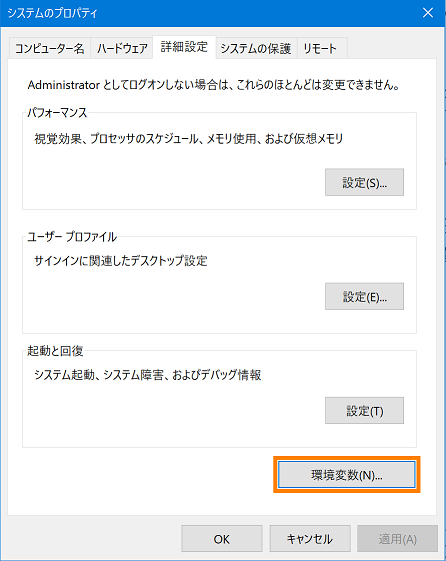 システムのプロパティ
コンピューター名 ハードウェア 詳細設定 システムの保護 リモート
Administrator としてログオンしない場合は、これらのほとんどは変更できません。
パフォーマンス
視覚効果、プロセッサのスケジュール、メモリ使用、および仮想メモリ
設定(S)...
ユーザー プロファイル
サインインに関連したデスクトップ設定
設定(E)...
起動と回復
システム起動、システム障害、およびデバッグ情報
設定(T)
環境変数(N)...
OK キャンセル 適用(A)